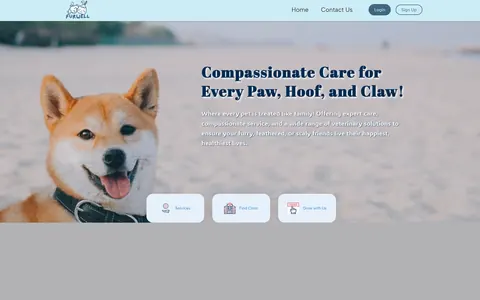 FURWELL
Home
Contact Us
Login
Sign Up
Compassionate Care for
Every Paw, Hoof, and Claw!
Where every pet is treated like family! Offering expert care,
compassionate service, and a wide range of veterinary solutions to
ensure your furry, feathered, or scaly friends live their happiest
healthiest lives.
Services
Find Clinic
Grow with Us